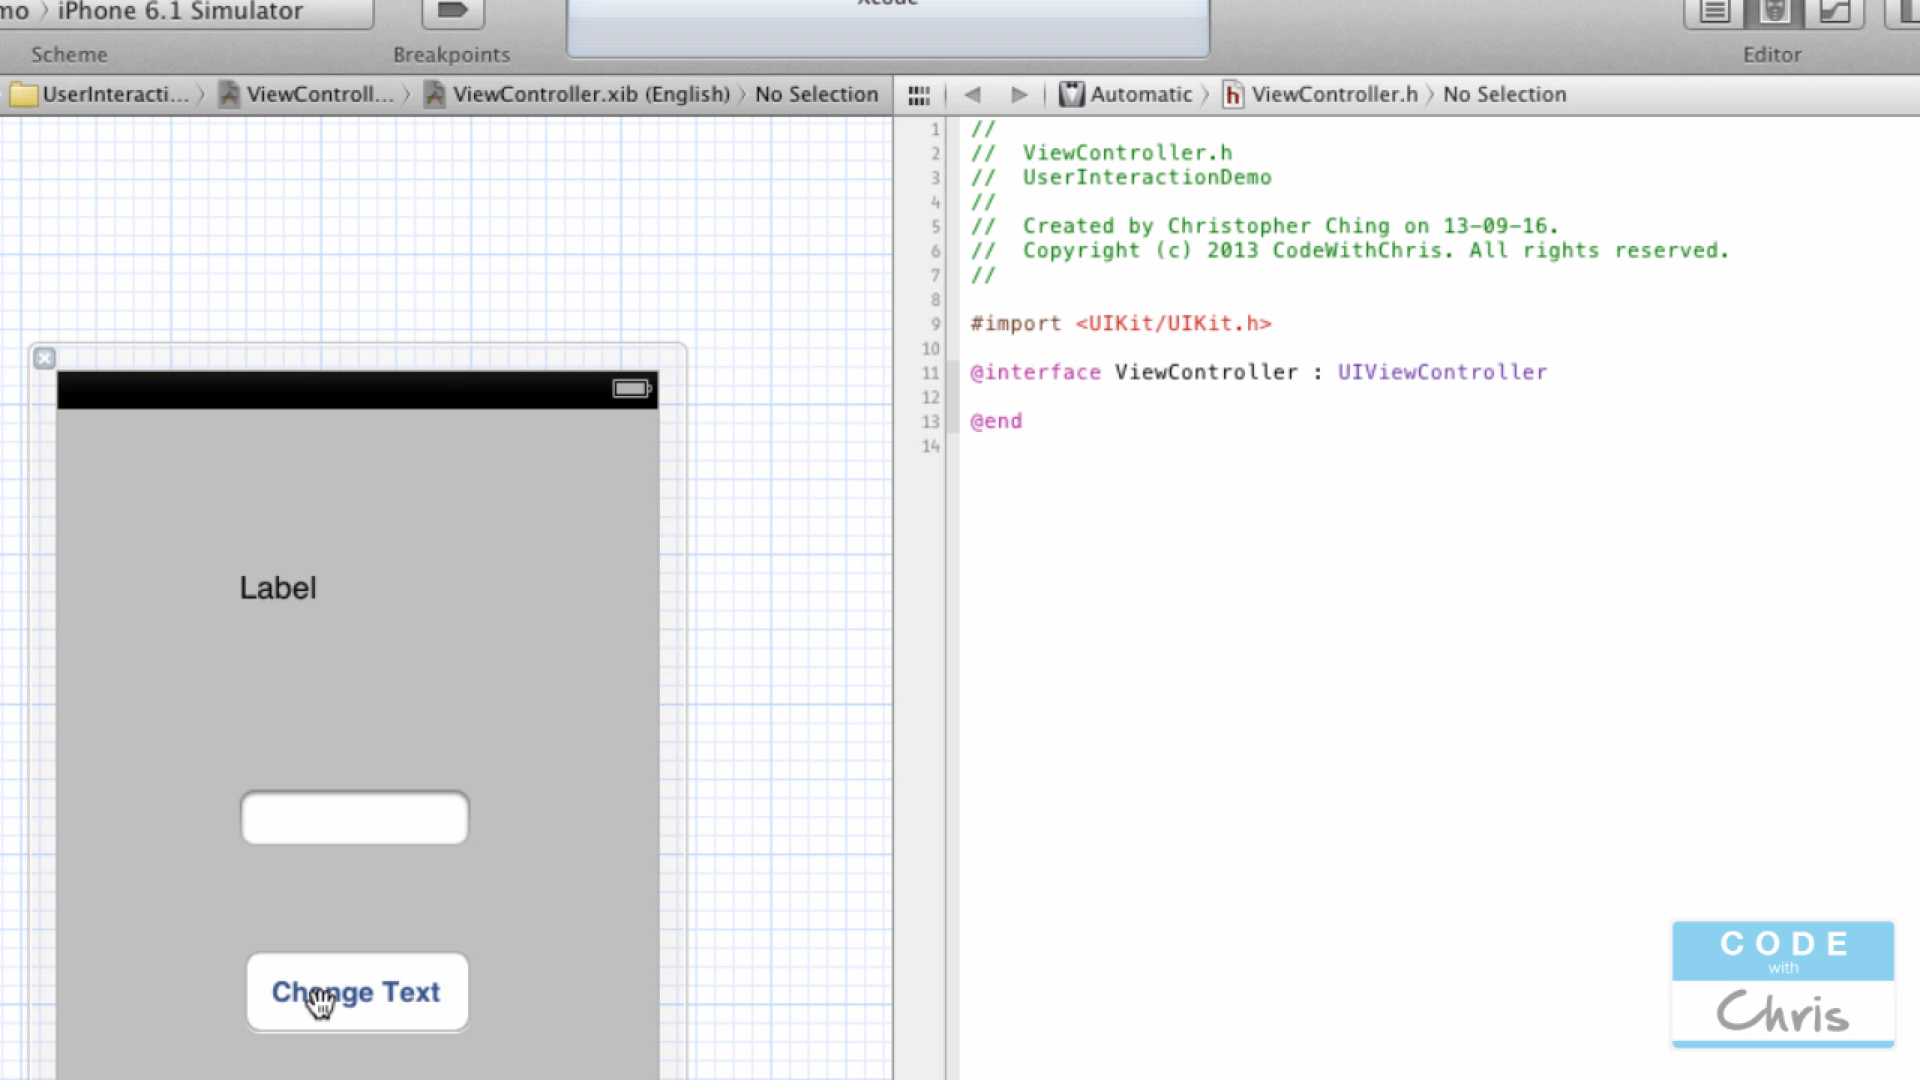 mo iPhone 6.1 Simulator
Xcode
Scheme
Breakpoints
Editor
UserInteracti... ViewControll... ViewController.xib (English) No Selection
Automatic ViewController.h No Selection
1 //
2 //  ViewController.h
3 //  UserInteractionDemo
4 //
5 //  Created by Christopher Ching on 13-09-16.
6 //  Copyright (c) 2013 CodeWithChris. All rights reserved.
7 //
8
9 #import <UIKit/UIKit.h>
10
11 @interface ViewController : UIViewController
12
13 @end
14
Label
Change Text
CODE
with
Chris